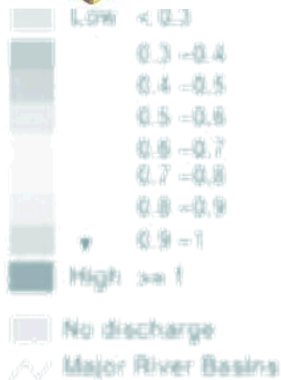 Low < 0.3
0.3 -0.4
0.4 -0.5
0.5 -0.6
0.6 -0.7
0.7 -0.8
0.8 -0.9
0.9 -1
High >= 1
No discharge
Major River Basins